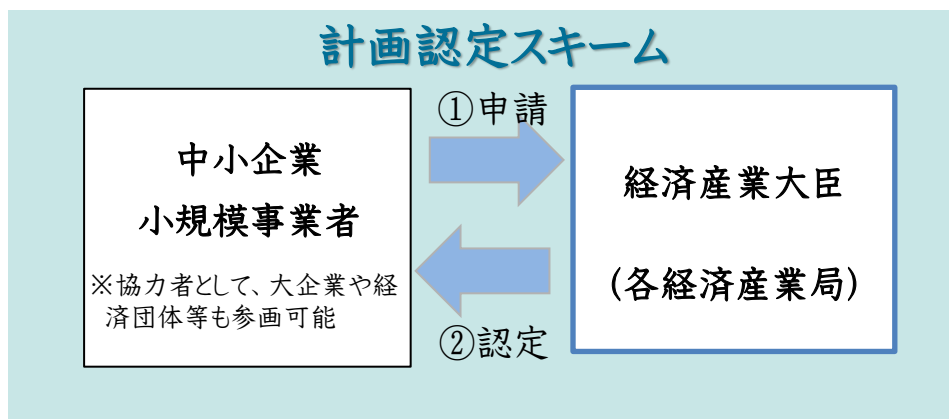 計画認定スキーム
中小企業
小規模事業者
※協力者として、大企業や経
済団体等も参画可能
①申請
②認定
経済産業大臣
(各経済産業局)